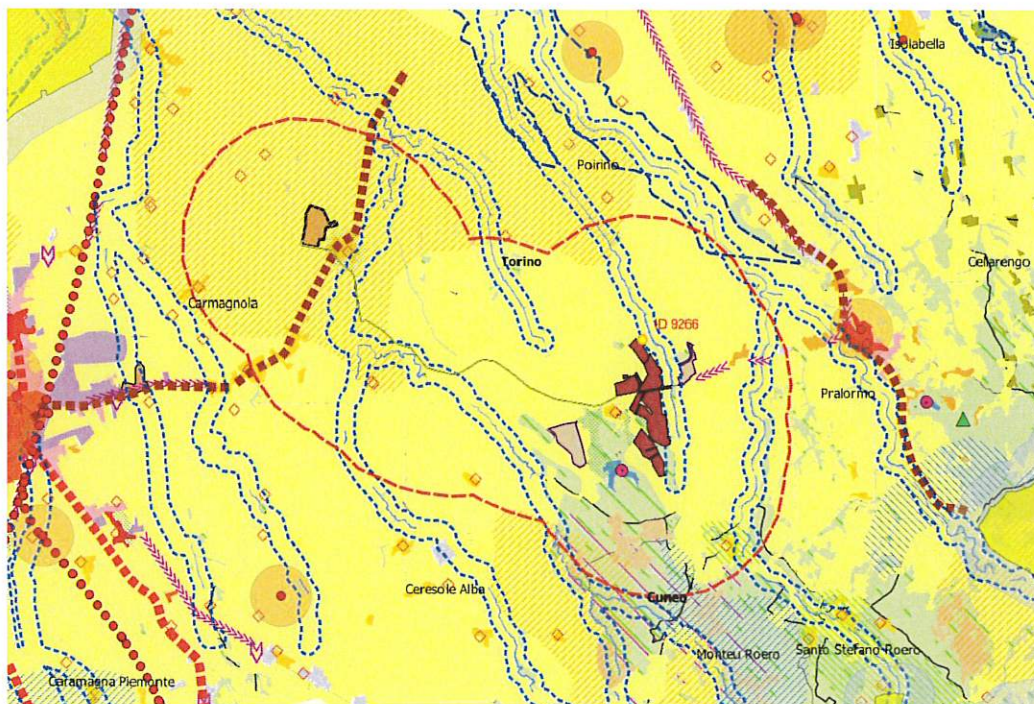 Isolabella
Poirino
Cellarengo
Torino
Carmagnola
ID 9266
Pralormo
Ceresole Alba
Cuneo
Monteu Roero
Santo Stefano Roero
Caramagna Piemonte